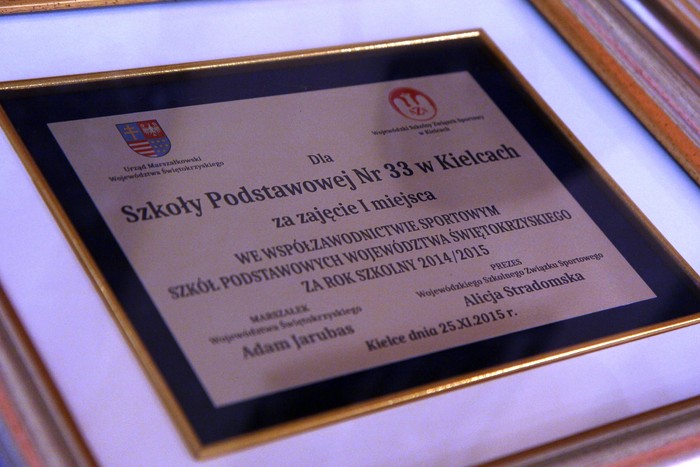 Urząd Marszałkowski
Województwa Świętokrzyskiego
Wojewódzki Szkolny Związek Sportowy
w Kielcach
Dla
Szkoły Podstawowej Nr 33 w Kielcach
za zajęcie I miejsca
WE WSPÓŁZAWODNICTWIE SPORTOWYM
SZKÓŁ PODSTAWOWYCH WOJEWÓDZTWA ŚWIĘTOKRZYSKIEGO
ZA ROK SZKOLNY 2014/2015
MARSZAŁEK
Województwa Świętokrzyskiego
Adam Jarubas
PREZES
Wojewódzkiego Szkolnego Związku Sportowego
Alicja Stradomska
Kielce dnia 25.XI.2015 r.